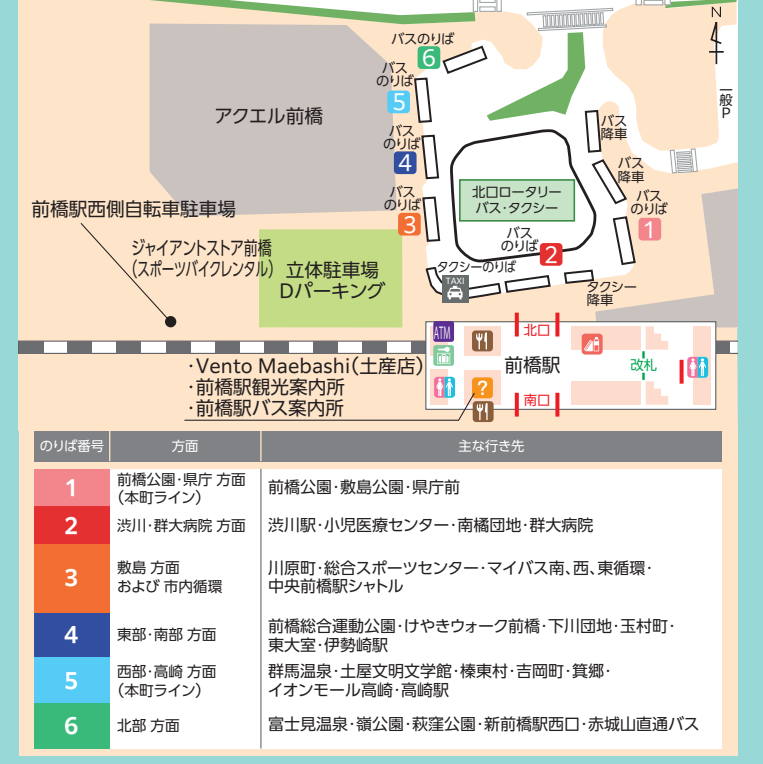 N
バスのりば
6
バス
のりば
5
アクエル前橋
一般P
バス
降車
バス
のりば
4
バス
降車
北口ロータリー
バス・タクシー
バス
のりば
3
バス
のりば
1
前橋駅西側自転車駐車場
バス
のりば
2
ジャイアントストア前橋
(スポーツバイクレンタル)
立体駐車場
Dパーキング
タクシーのりば
TAXI
タクシー
降車
ATM
北口
前橋駅
改札
?
南口
・Vento Maebashi(土産店)
・前橋駅観光案内所
・前橋駅バス案内所
のりば番号 方面 主な行き先
1 前橋公園・県庁 方面
(本町ライン) 前橋公園・敷島公園・県庁前
2 渋川・群大病院 方面 渋川駅・小児医療センター・南橘団地・群大病院
3 敷島 方面
および 市内循環 川原町・総合スポーツセンター・マイバス南、西、東循環・
中央前橋駅シャトル
4 東部・南部 方面 前橋総合運動公園・けやきウォーク前橋・下川団地・玉村町・
東大室・伊勢崎駅
5 西部・高崎 方面
(本町ライン) 群馬温泉・土屋文明文学館・榛東村・吉岡町・箕郷・
イオンモール高崎・高崎駅
6 北部 方面 富士見温泉・嶺公園・萩窪公園・新前橋駅西口・赤城山直通バス